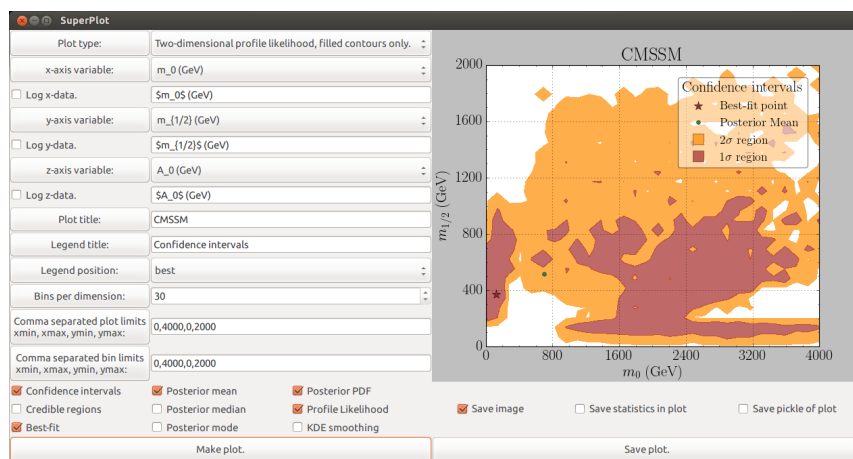 SuperPlot
Plot type: Two-dimensional profile likelihood, filled contours only.
x-axis variable: m_0 (GeV)
Log x-data. $m_0$ (GeV)
y-axis variable: m_{1/2} (GeV)
Log y-data. $m_{1/2}$ (GeV)
z-axis variable: A_0 (GeV)
Log z-data. $A_0$ (GeV)
Plot title: CMSSM
Legend title: Confidence intervals
Legend position: best
Bins per dimension: 30
Comma separated plot limits
xmin, xmax, ymin, ymax: 0,4000,0,2000
Comma separated bin limits
xmin, xmax, ymin, ymax: 0,4000,0,2000
Confidence intervals Posterior mean Posterior PDF
Credible regions Posterior median Profile Likelihood
Best-fit Posterior mode KDE smoothing
Make plot.
CMSSM
2000
1600
1200
800
400
0
m1/2 (GeV)
Confidence intervals
Best-fit point
Posterior Mean
2σ region
1σ region
0 800 1600 2400 3200 4000
m0 (GeV)
Save image Save statistics in plot Save pickle of plot
Save plot.